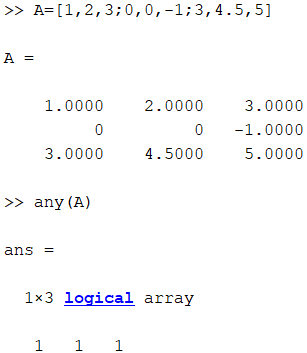 >> A=[1,2,3;0,0,-1;3,4.5,5]
A =
1.0000 2.0000 3.0000
0 0 -1.0000
3.0000 4.5000 5.0000
>> any(A)
ans =
1×3 logical array
1 1 1